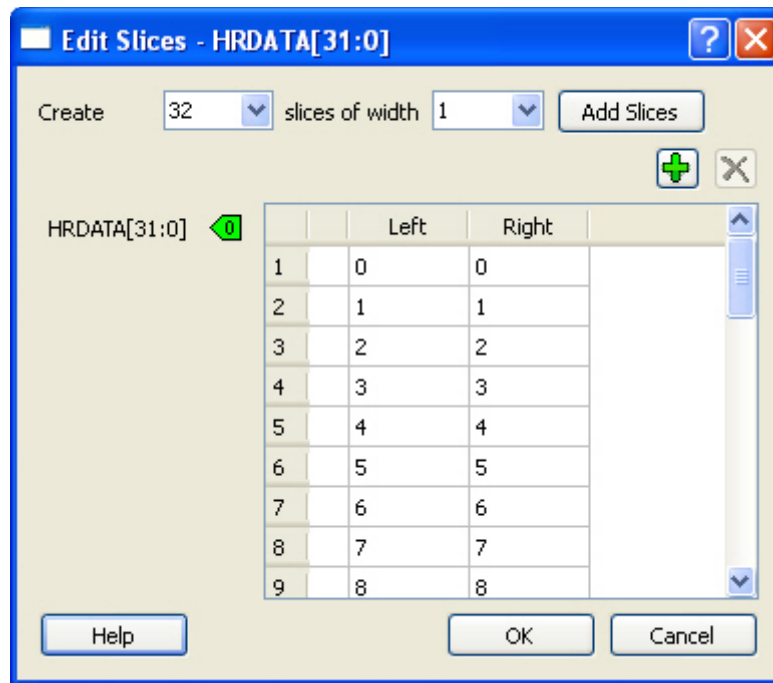 Edit Slices - HRDATA[31:0]
Create 32 slices of width 1 Add Slices
HRDATA[31:0] 0
Left Right
1 0 0
2 1 1
3 2 2
4 3 3
5 4 4
6 5 5
7 6 6
8 7 7
9 8 8
Help OK Cancel